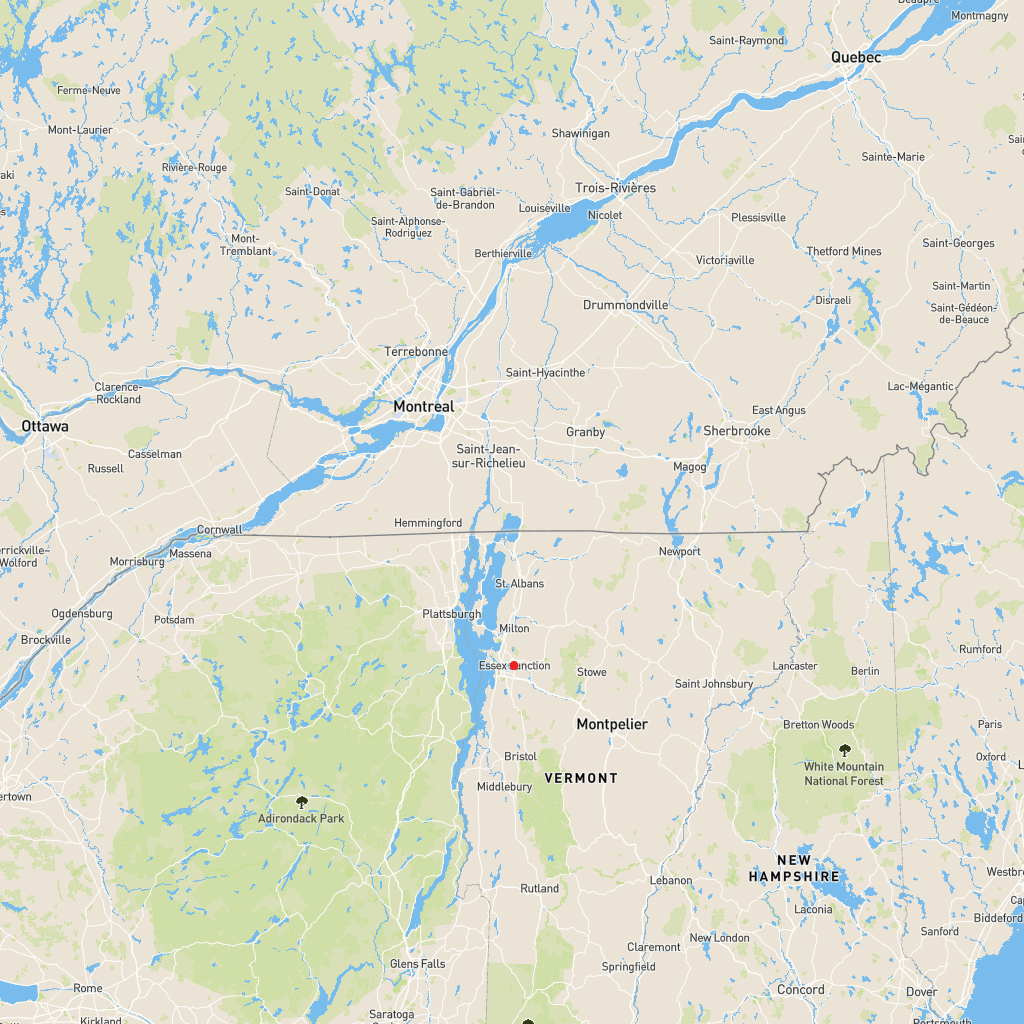 Beaupré
Montmagny
Saint-Raymond
Quebec
Ferme-Neuve
Mont-Laurier
Shawinigan
Sainte-Marie
Rivière-Rouge
Trois-Rivières
Saint-Donat
Saint-Gabriel-
de-Brandon
Louiseville
Nicolet
Plessisville
Saint-Alphonse-
Rodriguez
Mont-
Tremblant
Berthierville
Victoriaville
Thetford Mines
Saint-Georges
Saint-Martin
Disraeli
Saint-Gédéon-
de-Beauce
Drummondville
Terrebonne
Saint-Hyacinthe
Clarence-
Rockland
Lac-Mégantic
Montreal
East Angus
Ottawa
Granby
Sherbrooke
Casselman
Saint-Jean-
sur-Richelieu
Russell
Magog
Hemmingford
Cornwall
Massena
Newport
Morrisburg
Wolford
St. Albans
Ogdensburg
Potsdam
Plattsburgh
Milton
Brockville
Essex Junction
Stowe
Lancaster
Berlin
Rumford
Saint Johnsbury
Montpelier
Bretton Woods
Paris
Bristol
White Mountain
National Forest
Oxford
VERMONT
Middlebury
Adirondack Park
NEW
HAMPSHIRE
Rutland
Lebanon
Laconia
Biddeford
Sanford
New London
Claremont
Springfield
Glens Falls
Rome
Concord
Dover
Saratoga
Kirkland
Portsmouth